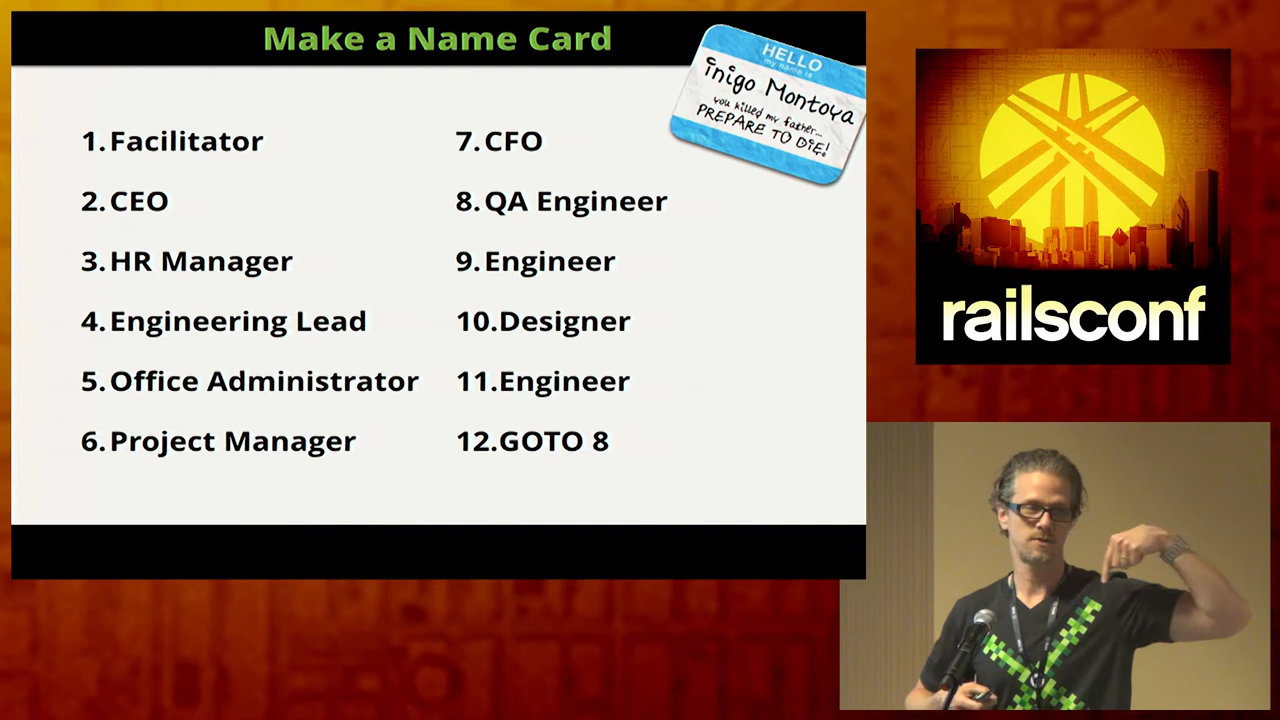 Make a Name Card
HELLO
my name is
inigo Montoya
you killed my father...
PREPARE TO DIE!
1. Facilitator
2. CEO
3. HR Manager
4. Engineering Lead
5. Office Administrator
6. Project Manager
7. CFO
8. QA Engineer
9. Engineer
10. Designer
11. Engineer
12. GOTO 8
railsconf